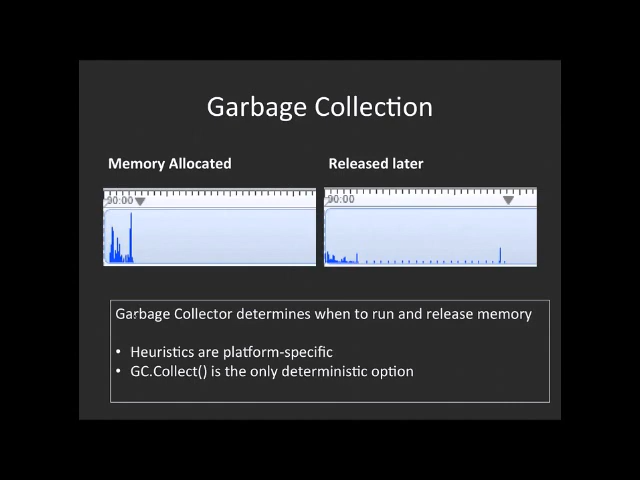 Garbage Collection
Memory Allocated
Released later
00:00
00:00
Garbage Collector determines when to run and release memory
• Heuristics are platform-specific
• GC.Collect() is the only deterministic option